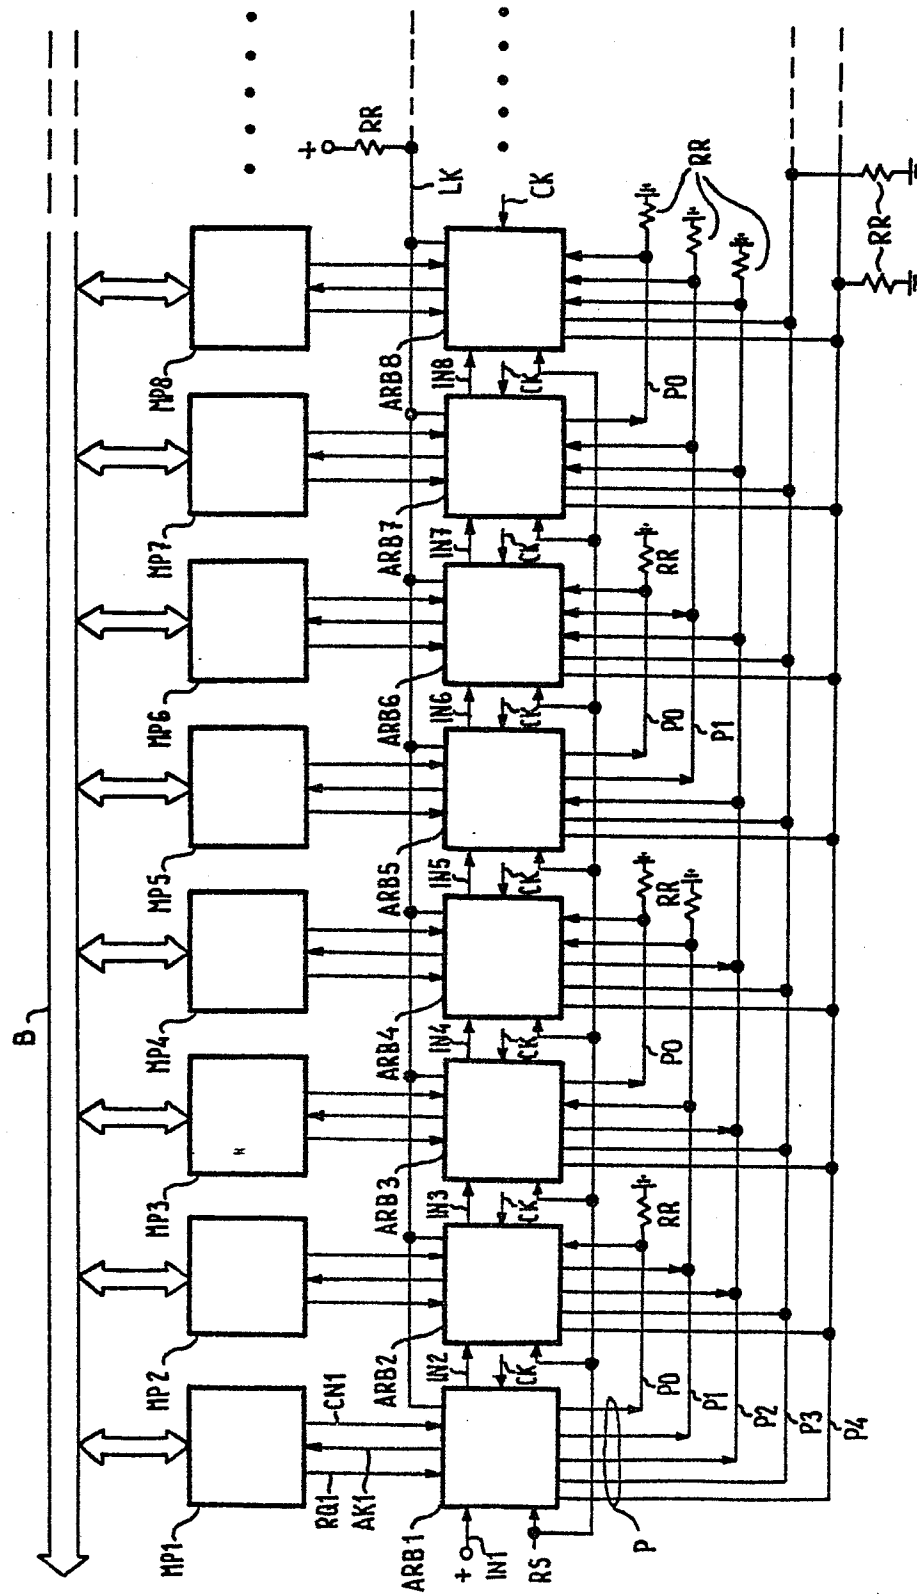 B
MP1
MP2
MP3
MP4
MP5
MP6
MP7
MP8
RQ1
AK1
CN1
RR
LK
ARB1
ARB2
ARB3
ARB4
ARB5
ARB6
ARB7
ARB8
+
IN1
IN2
IN3
IN4
IN5
IN6
IN7
IN8
+
CK
CK
CK
CK
CK
CK
CK
CK
RS
P
P0
P1
P2
P3
P4
RR
P0
RR
P0
P1
RR
P0
RR
RR